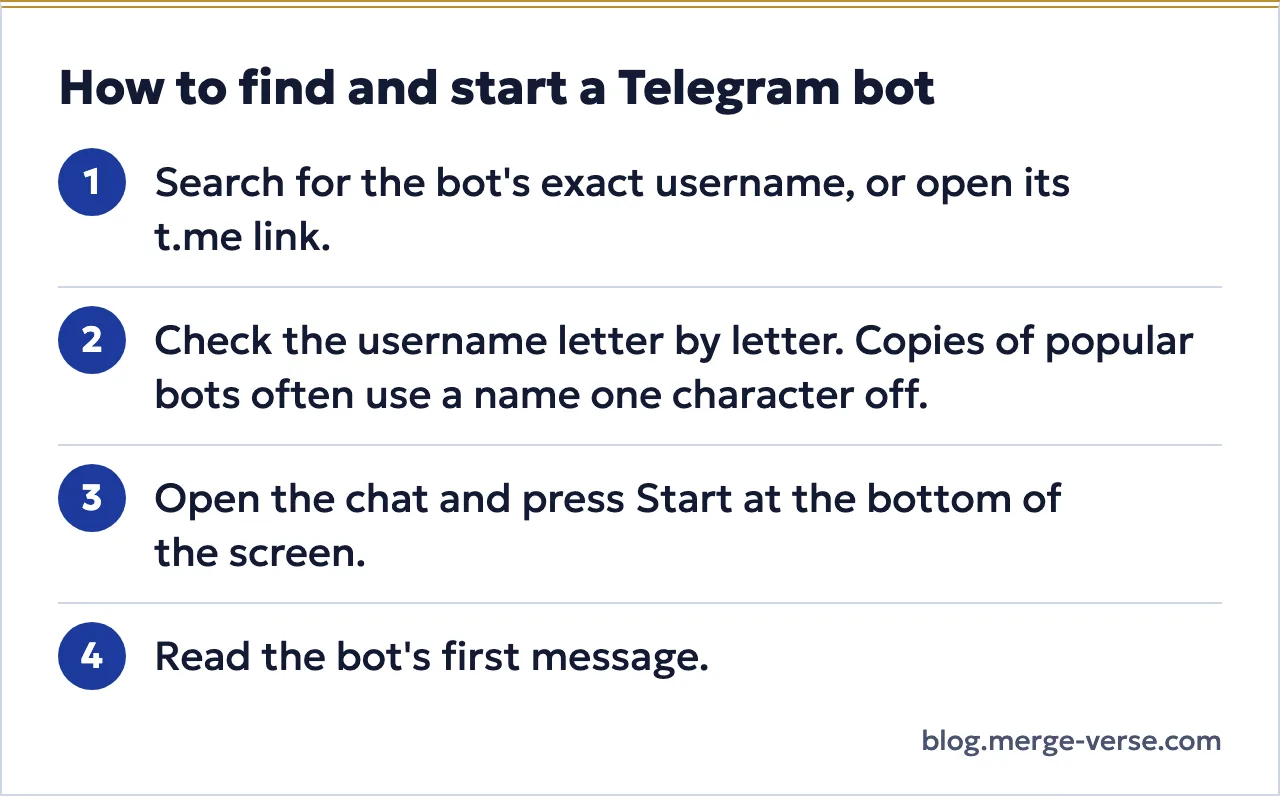 How to find and start a Telegram bot
1
Search for the bot's exact username, or open its
t.me link.
2
Check the username letter by letter. Copies of popular
bots often use a name one character off.
3
Open the chat and press Start at the bottom of
the screen.
4
Read the bot's first message.
blog.merge-verse.com